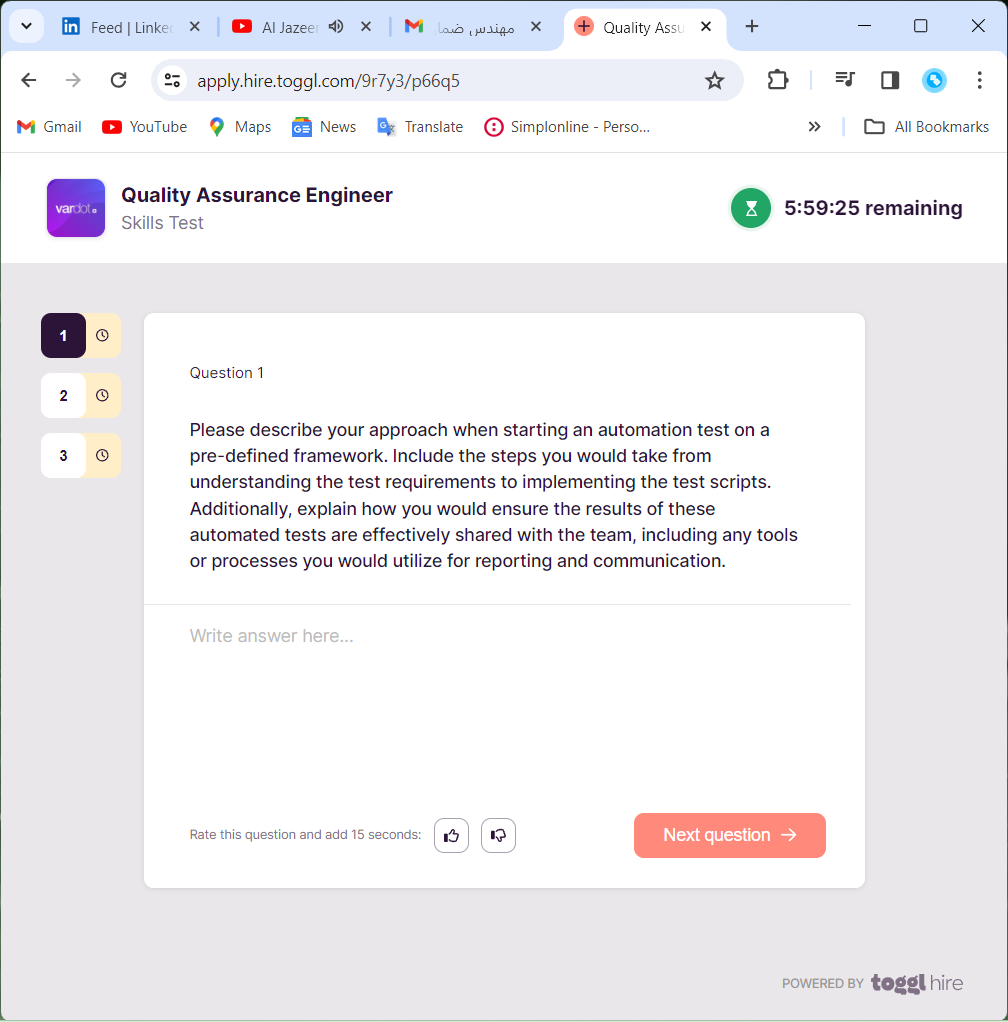 Feed | Linke
Al Jazeer
مهندس ضما
Quality Assu
apply.hire.toggl.com/9r7y3/p66q5
Gmail
YouTube
Maps
News
Translate
Simplonline - Perso...
All Bookmarks
vardot
Quality Assurance Engineer
Skills Test
5:59:25 remaining
1
2
3
Question 1
Please describe your approach when starting an automation test on a
pre-defined framework. Include the steps you would take from
understanding the test requirements to implementing the test scripts.
Additionally, explain how you would ensure the results of these
automated tests are effectively shared with the team, including any tools
or processes you would utilize for reporting and communication.
Write answer here...
Rate this question and add 15 seconds:
Next question →
POWERED BY toggl hire